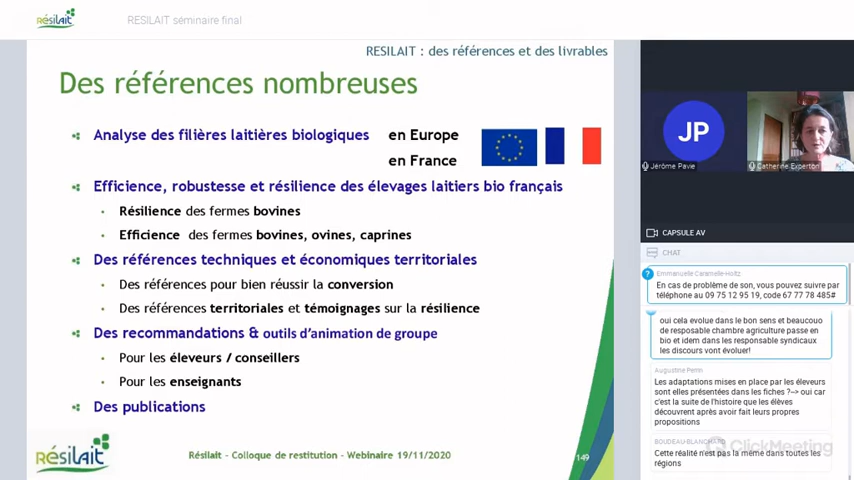 Résilait
RESILAIT séminaire final
RESILAIT : des références et des livrables
Des références nombreuses
Analyse des filières laitières biologiques en Europe
en France
Efficience, robustesse et résilience des élevages laitiers bio français
Résilience des fermes bovines
Efficience des fermes bovines, ovines, caprines
Des références techniques et économiques territoriales
Des références pour bien réussir la conversion
Des références territoriales et témoignages sur la résilience
Des recommandations & outils d'animation de groupe
Pour les éleveurs / conseillers
Pour les enseignants
Des publications
Résilait
Résilait - Colloque de restitution - Webinaire 19/11/2020
149
JP
Jérôme Pavie
Catherine Experton
CAPSULE AV
CHAT
?
Emmanuelle Caramelle-Holtz
En cas de problème de son, vous pouvez suivre par
téléphone au 09 75 12 95 19, code 67 77 78 485#
oui cela evolue dans le bon sens et beaucouo
de resposable chambre agriculture passe en
bio et idem dans les responsable syndicaux
les discours vont évoluer!
Augustine Perrin
Les adaptations mises en place par les éleveurs
sont elles présentées dans les fiches ?--> oui car
c'est la suite de l'histoire que les élèves
découvrent après avoir fait leurs propres
propositions
BOUDEAU-BLANCHARD
Cette réalité n'est pas la même dans toutes les
régions
ClickMeeting